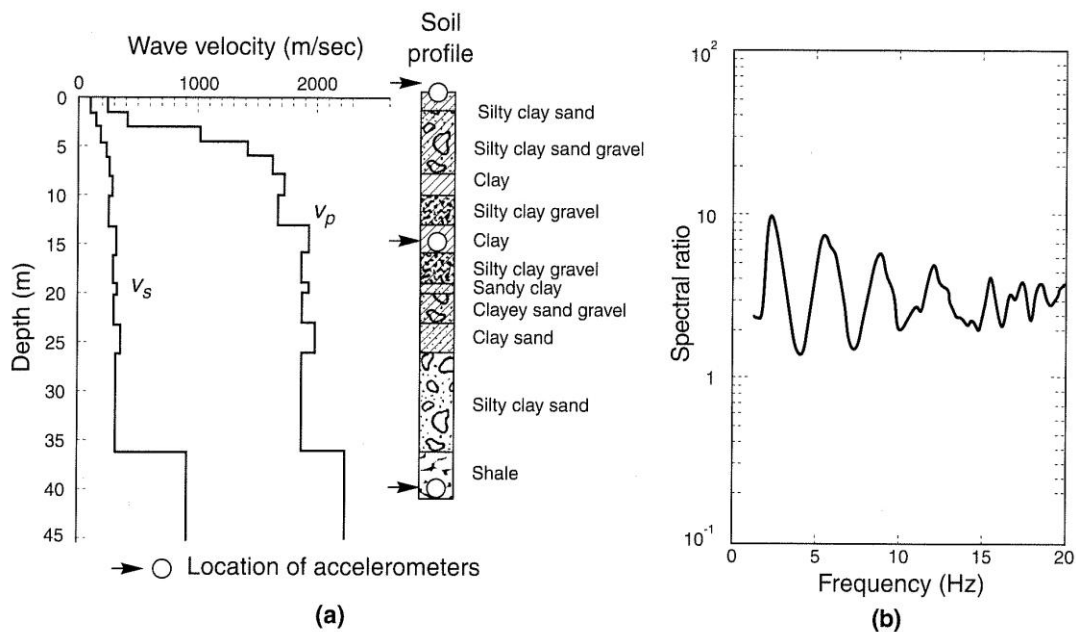 Wave velocity (m/sec)
0 1000 2000
Depth (m)
0
5
10
15
20
25
30
35
40
45
v_p
v_s
Soil
profile
Silty clay sand
Silty clay sand gravel
Clay
Silty clay gravel
Clay
Silty clay gravel
Sandy clay
Clayey sand gravel
Clay sand
Silty clay sand
Shale
Location of accelerometers
(a)
Spectral ratio
10²
10
1
10⁻¹
0 5 10 15 20
Frequency (Hz)
(b)